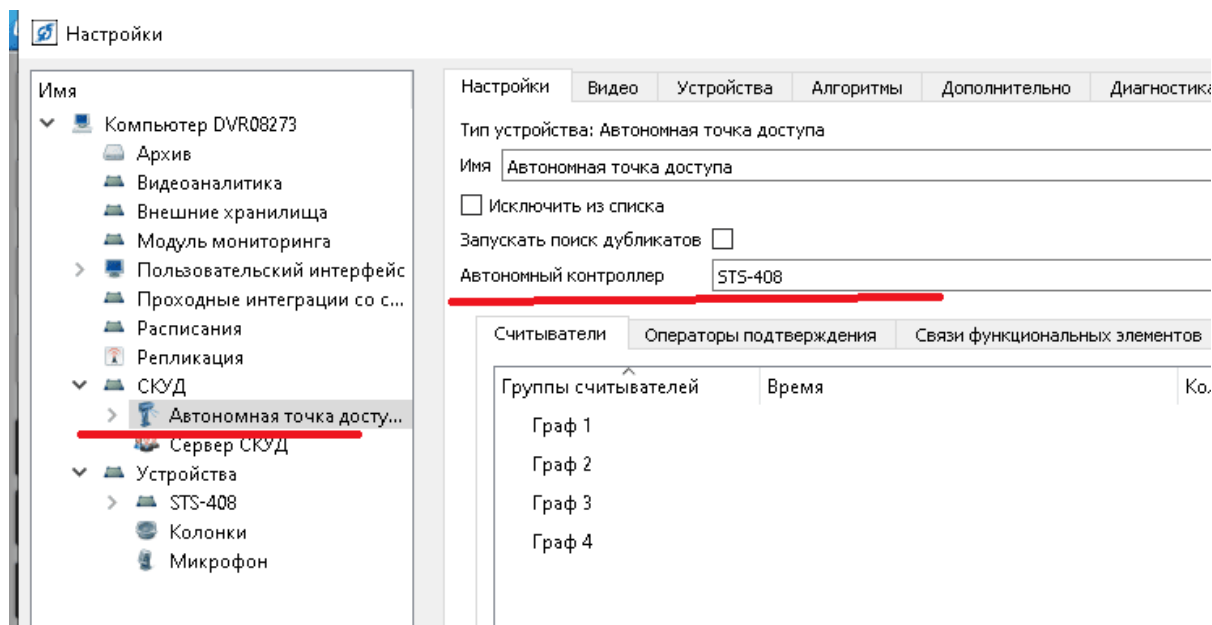 Настройки
Имя
Компьютер DVR08273
Архив
Видеоаналитика
Внешние хранилища
Модуль мониторинга
Пользовательский интерфейс
Проходные интеграции со с...
Расписания
Репликация
СКУД
Автономная точка досту...
Сервер СКУД
Устройства
STS-408
Колонки
Микрофон
Настройки Видео Устройства Алгоритмы Дополнительно Диагностика
Тип устройства: Автономная точка доступа
Имя Автономная точка доступа
Исключить из списка
Запускать поиск дубликатов
Автономный контроллер STS-408
Считыватели Операторы подтверждения Связи функциональных элементов
Группы считывателей Время Кол
Граф 1
Граф 2
Граф 3
Граф 4